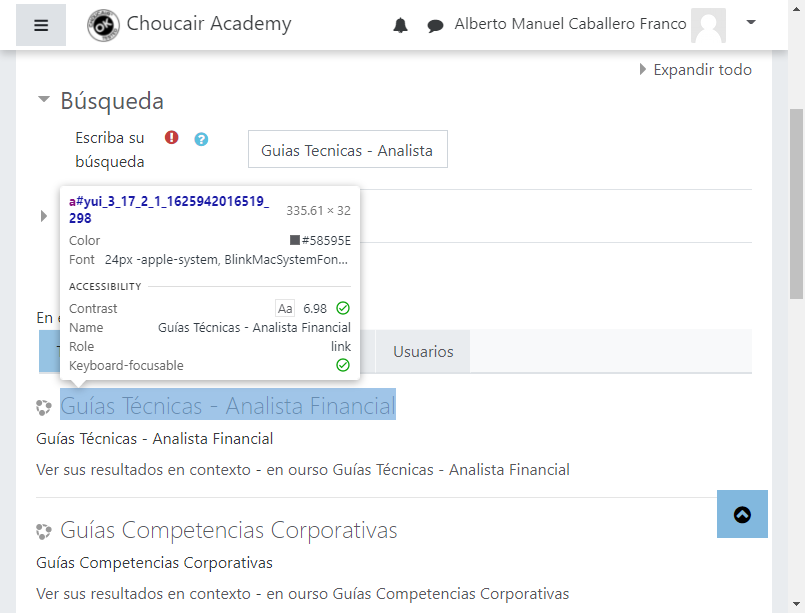 Choucair Academy
Alberto Manuel Caballero Franco
Expandir todo
Búsqueda
Escriba su
búsqueda
Guias Tecnicas - Analista
a#yui_3_17_2_1_1625942016519_
298
335.61 × 32
Color
#58595E
Font 24px -apple-system, BlinkMacSystemFon...
ACCESSIBILITY
Contrast
Aa 6.98
Name
Guías Técnicas - Analista Financial
Role
link
Keyboard-focusable
En
Usuarios
Guías Técnicas - Analista Financial
Guías Técnicas - Analista Financial
Ver sus resultados en contexto - en ourso Guías Técnicas - Analista Financial
Guías Competencias Corporativas
Guías Competencias Corporativas
Ver sus resultados en contexto - en ourso Guías Competencias Corporativas